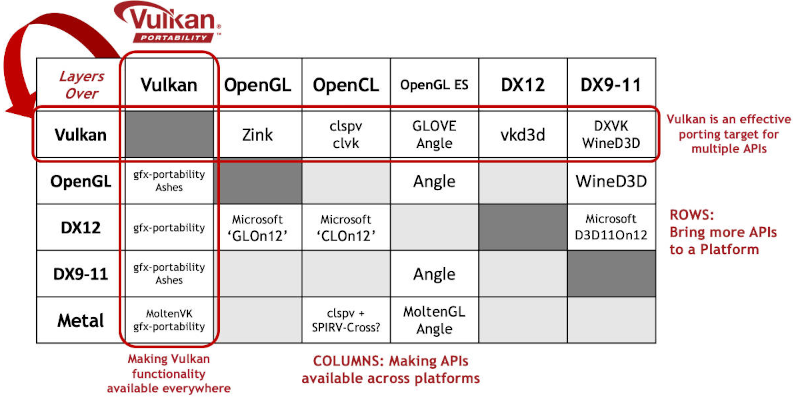 Vulkan®
PORTABILITY™
Layers Over
Vulkan
OpenGL
OpenCL
OpenGL ES
DX12
DX9-11
Vulkan
Zink
clspv
clvk
GLOVE
Angle
vkd3d
DXVK
WineD3D
Vulkan is an effective
porting target for
multiple APIs
OpenGL
gfx-portability
Ashes
Angle
WineD3D
DX12
gfx-portability
Microsoft
‘GLOn12’
Microsoft
‘CLOn12’
Microsoft
D3D11On12
ROWS:
Bring more APIs
to a Platform
DX9-11
gfx-portability
Ashes
Angle
Metal
MoltenVK
gfx-portability
clspv +
SPIRV-Cross?
MoltenGL
Angle
Making Vulkan
functionality
available everywhere
COLUMNS: Making APIs
available across platforms